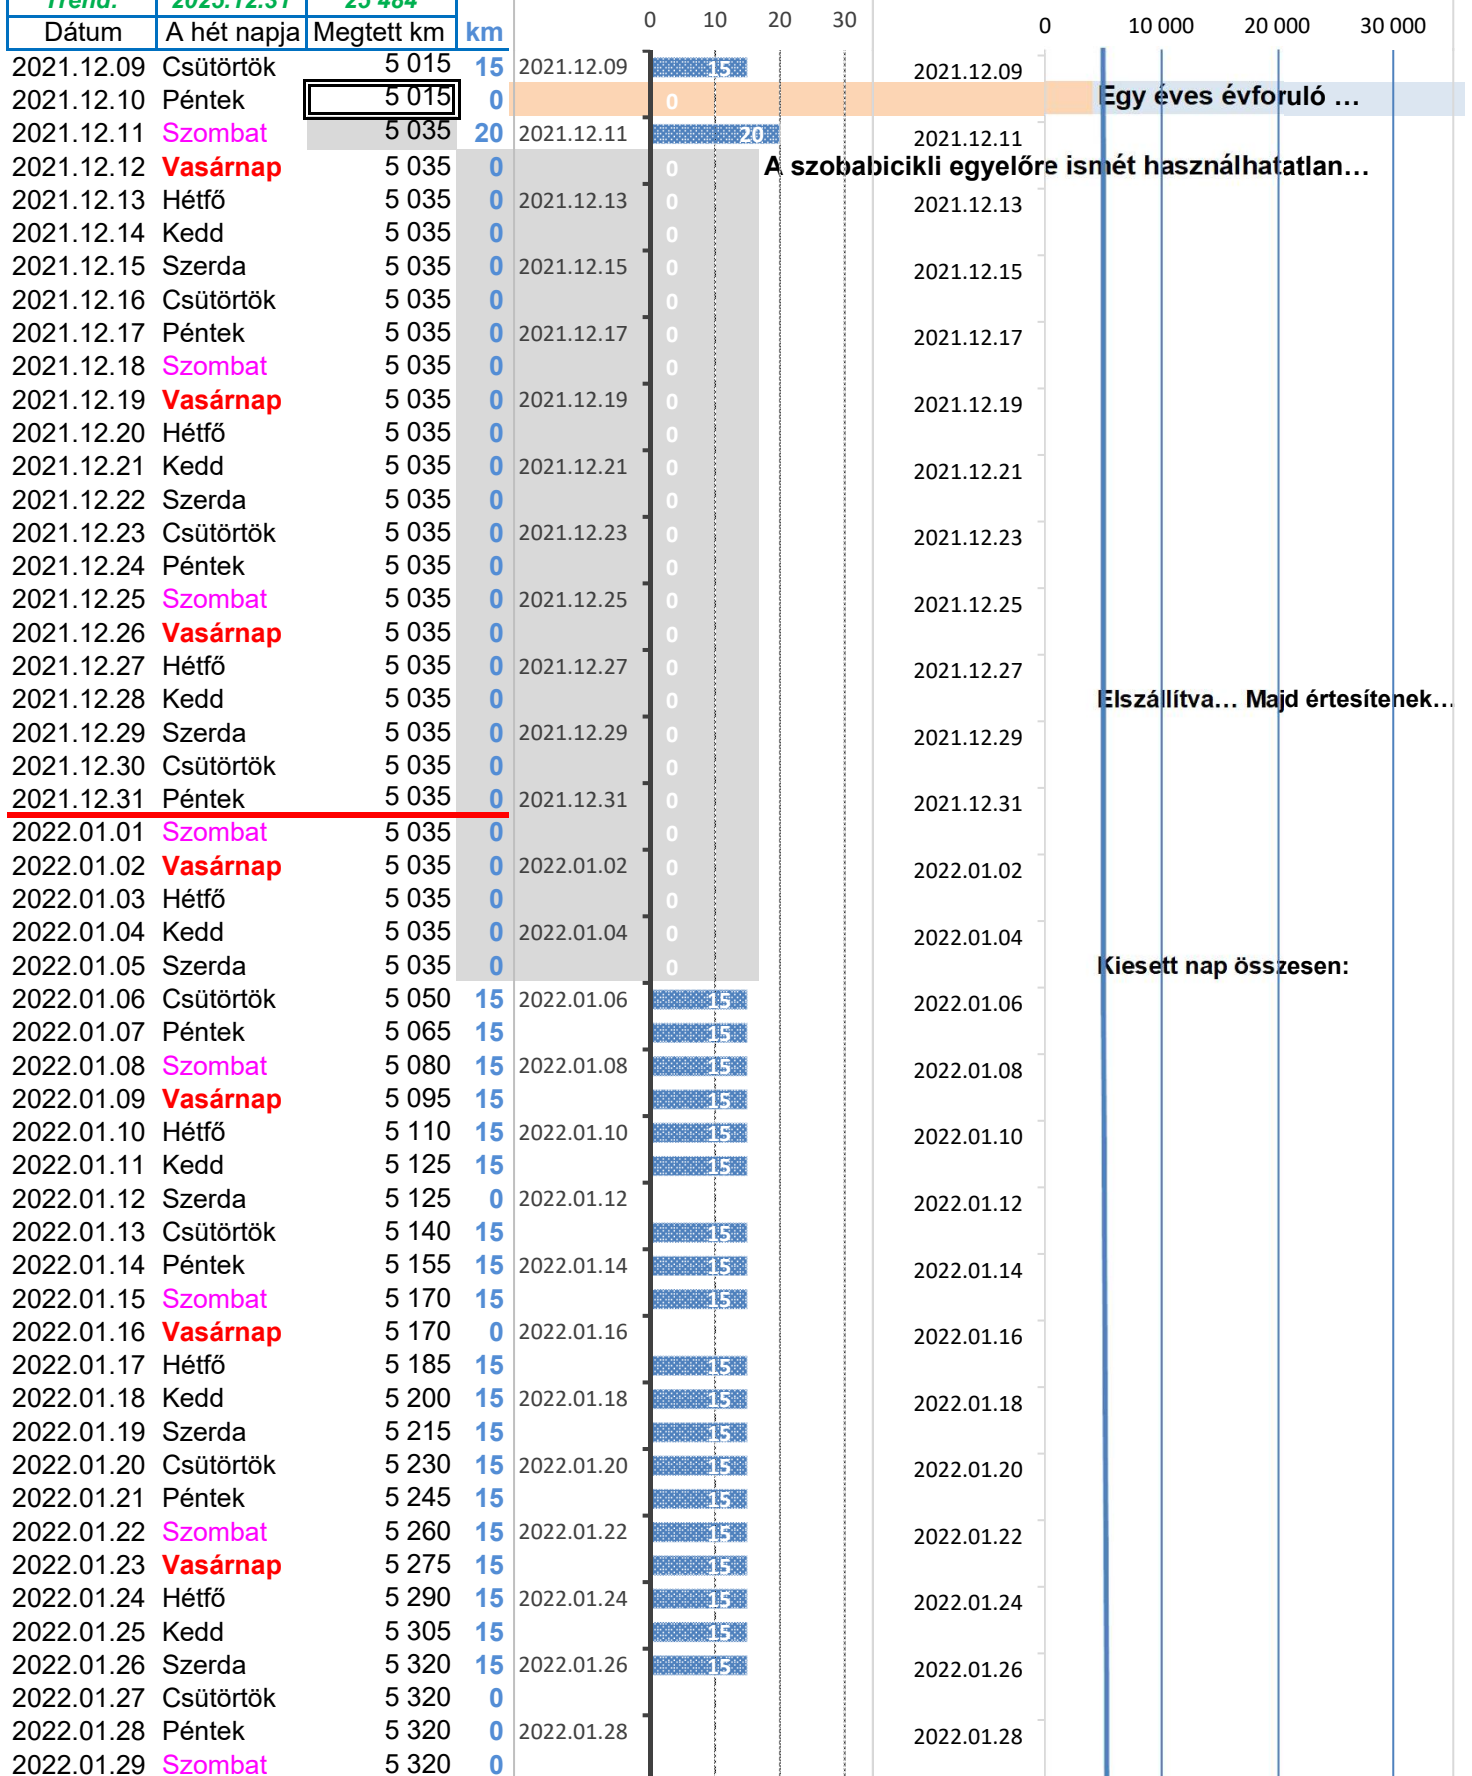 Trend: 2025.12.31 25 484
Dátum A hét napja Megtett km km 0 10 20 30 0 10 000 20 000 30 000
2021.12.09 Csütörtök 5 015 15 2021.12.09 15 2021.12.09
2021.12.10 Péntek 5 015 0 0 Egy éves évforuló …
2021.12.11 Szombat 5 035 20 2021.12.11 20 2021.12.11
2021.12.12 Vasárnap 5 035 0 0 A szobabicikli egyelőre ismét használhatatlan…
2021.12.13 Hétfő 5 035 0 2021.12.13 0 2021.12.13
2021.12.14 Kedd 5 035 0 0
2021.12.15 Szerda 5 035 0 2021.12.15 0 2021.12.15
2021.12.16 Csütörtök 5 035 0 0
2021.12.17 Péntek 5 035 0 2021.12.17 0 2021.12.17
2021.12.18 Szombat 5 035 0 0
2021.12.19 Vasárnap 5 035 0 2021.12.19 0 2021.12.19
2021.12.20 Hétfő 5 035 0 0
2021.12.21 Kedd 5 035 0 2021.12.21 0 2021.12.21
2021.12.22 Szerda 5 035 0 0
2021.12.23 Csütörtök 5 035 0 2021.12.23 0 2021.12.23
2021.12.24 Péntek 5 035 0 0
2021.12.25 Szombat 5 035 0 2021.12.25 0 2021.12.25
2021.12.26 Vasárnap 5 035 0 0
2021.12.27 Hétfő 5 035 0 2021.12.27 0 2021.12.27
2021.12.28 Kedd 5 035 0 0 Elszállítva… Majd értesítenek…
2021.12.29 Szerda 5 035 0 2021.12.29 0 2021.12.29
2021.12.30 Csütörtök 5 035 0 0
2021.12.31 Péntek 5 035 0 2021.12.31 0 2021.12.31
2022.01.01 Szombat 5 035 0 0
2022.01.02 Vasárnap 5 035 0 2022.01.02 0 2022.01.02
2022.01.03 Hétfő 5 035 0 0
2022.01.04 Kedd 5 035 0 2022.01.04 0 2022.01.04
2022.01.05 Szerda 5 035 0 0 Kiesett nap összesen:
2022.01.06 Csütörtök 5 050 15 2022.01.06 15 2022.01.06
2022.01.07 Péntek 5 065 15 15
2022.01.08 Szombat 5 080 15 2022.01.08 15 2022.01.08
2022.01.09 Vasárnap 5 095 15 15
2022.01.10 Hétfő 5 110 15 2022.01.10 15 2022.01.10
2022.01.11 Kedd 5 125 15 15
2022.01.12 Szerda 5 125 0 2022.01.12 2022.01.12
2022.01.13 Csütörtök 5 140 15 15
2022.01.14 Péntek 5 155 15 2022.01.14 15 2022.01.14
2022.01.15 Szombat 5 170 15 15
2022.01.16 Vasárnap 5 170 0 2022.01.16 2022.01.16
2022.01.17 Hétfő 5 185 15 15
2022.01.18 Kedd 5 200 15 2022.01.18 15 2022.01.18
2022.01.19 Szerda 5 215 15 15
2022.01.20 Csütörtök 5 230 15 2022.01.20 15 2022.01.20
2022.01.21 Péntek 5 245 15 15
2022.01.22 Szombat 5 260 15 2022.01.22 15 2022.01.22
2022.01.23 Vasárnap 5 275 15 15
2022.01.24 Hétfő 5 290 15 2022.01.24 15 2022.01.24
2022.01.25 Kedd 5 305 15 15
2022.01.26 Szerda 5 320 15 2022.01.26 15 2022.01.26
2022.01.27 Csütörtök 5 320 0
2022.01.28 Péntek 5 320 0 2022.01.28 2022.01.28
2022.01.29 Szombat 5 320 0